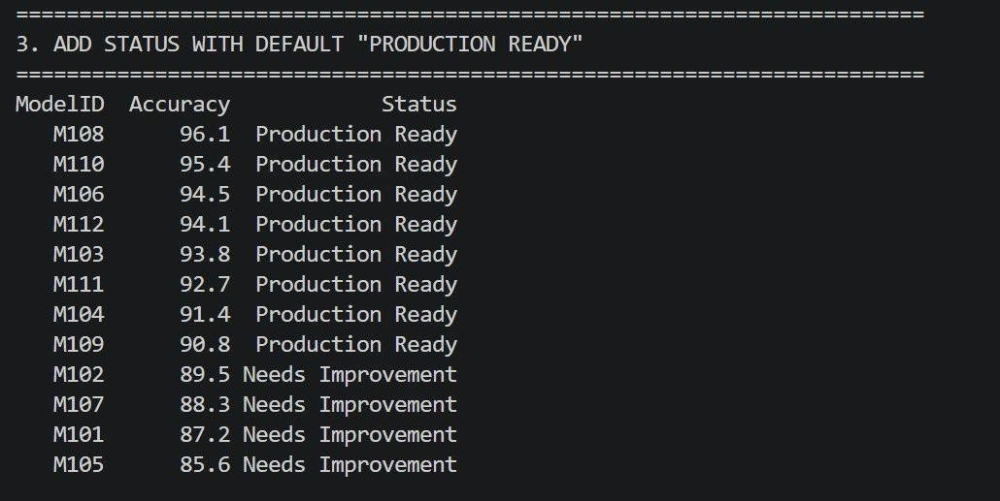 ========================================================================
3. ADD STATUS WITH DEFAULT "PRODUCTION READY"
========================================================================
ModelID  Accuracy            Status
   M108      96.1  Production Ready
   M110      95.4  Production Ready
   M106      94.5  Production Ready
   M112      94.1  Production Ready
   M103      93.8  Production Ready
   M111      92.7  Production Ready
   M104      91.4  Production Ready
   M109      90.8  Production Ready
   M102      89.5 Needs Improvement
   M107      88.3 Needs Improvement
   M101      87.2 Needs Improvement
   M105      85.6 Needs Improvement